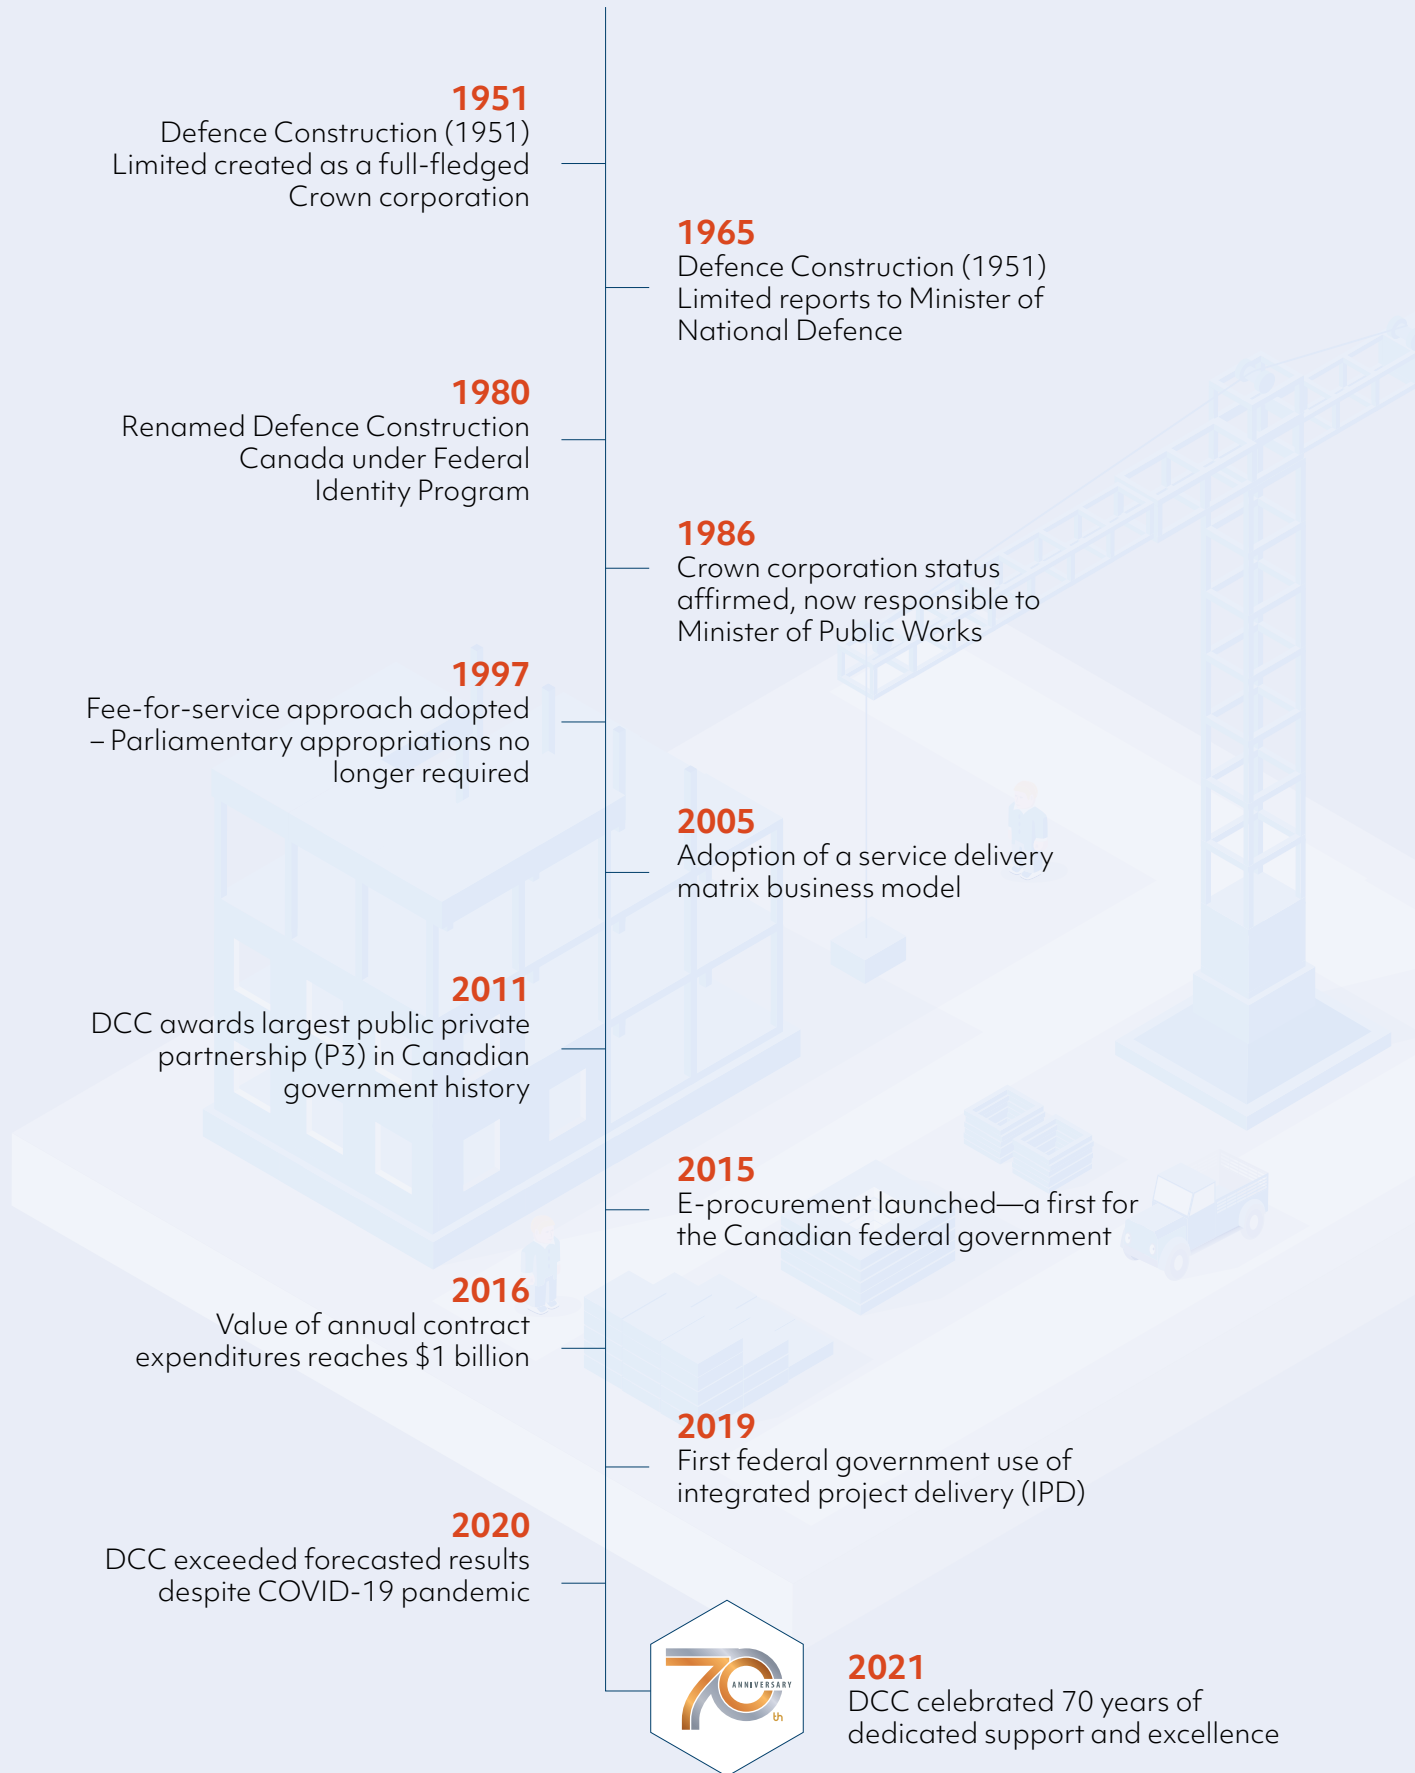 1951
Defence Construction (1951)
Limited created as a full-fledged
Crown corporation
1965
Defence Construction (1951)
Limited reports to Minister of
National Defence
1980
Renamed Defence Construction
Canada under Federal
Identity Program
1986
Crown corporation status
affirmed, now responsible to
Minister of Public Works
1997
Fee-for-service approach adopted
– Parliamentary appropriations no
longer required
2005
Adoption of a service delivery
matrix business model
2011
DCC awards largest public private
partnership (P3) in Canadian
government history
2015
E-procurement launched—a first for
the Canadian federal government
2016
Value of annual contract
expenditures reaches $1 billion
2019
First federal government use of
integrated project delivery (IPD)
2020
DCC exceeded forecasted results
despite COVID-19 pandemic
70
ANNIVERSARY
th
2021
DCC celebrated 70 years of
dedicated support and excellence